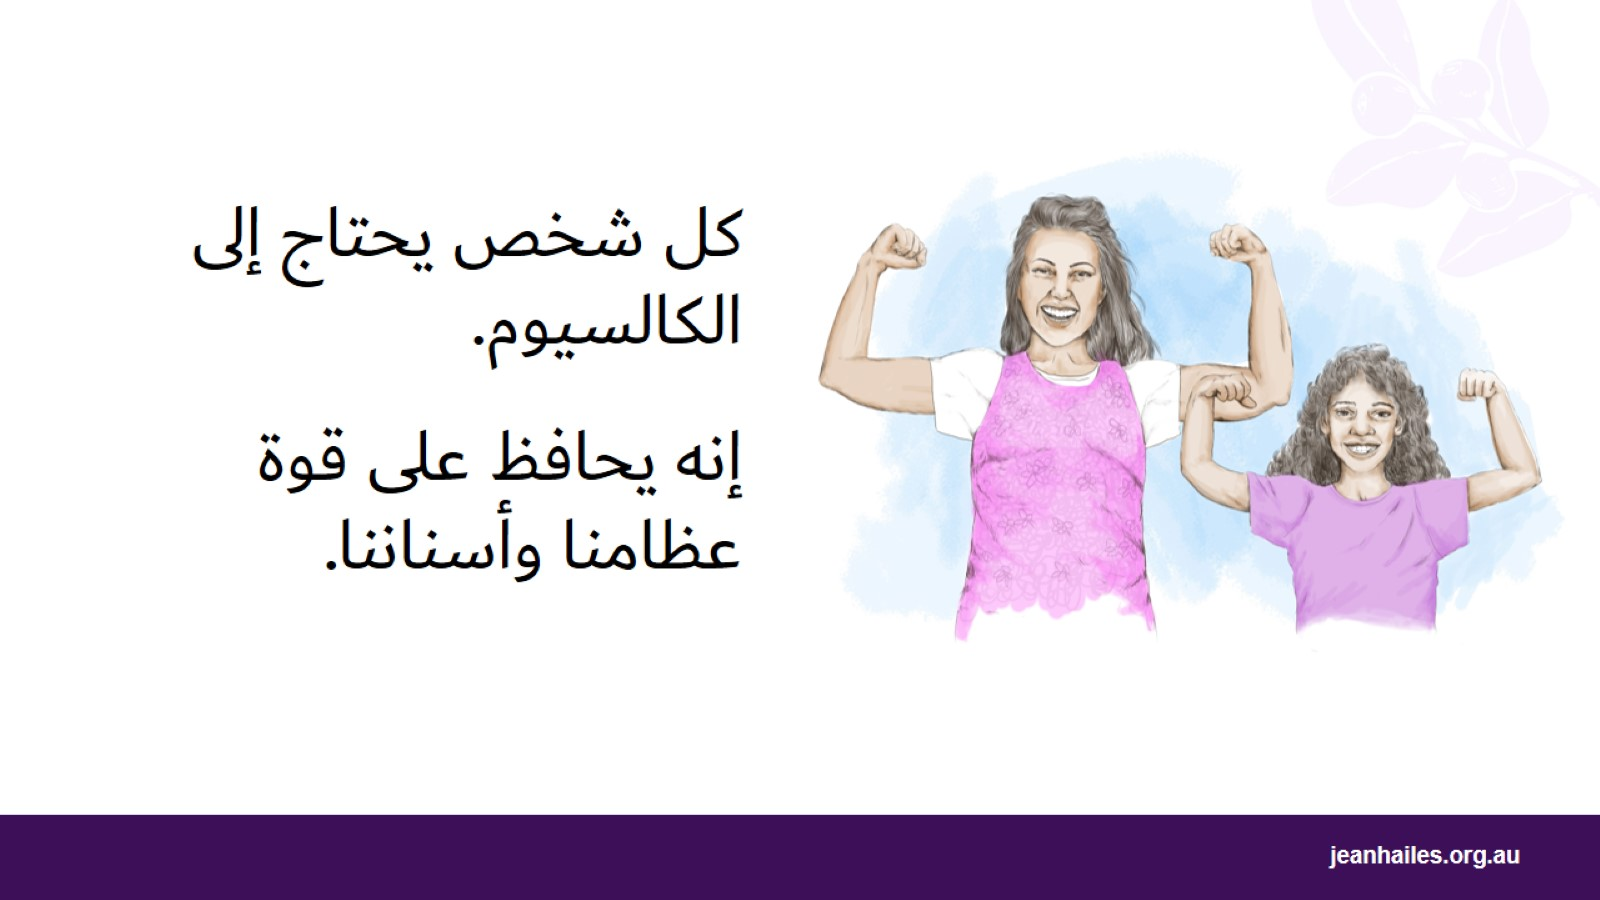 كل شخص يحتاج إلى
الكالسيوم.
إنه يحافظ على قوة
عظامنا وأسناننا.
jeanhailes.org.au